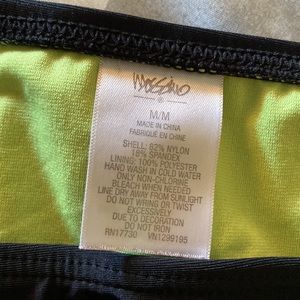 Mossimo
®
M/M
MADE IN CHINA
FABRIQUÉ EN CHINE
SHELL: 82% NYLON
18% SPANDEX
LINING: 100% POLYESTER
HAND WASH IN COLD WATER
ONLY NON-CHLORINE
BLEACH WHEN NEEDED
LINE DRY AWAY FROM SUNLIGHT
DO NOT WRING OR TWIST
EXCESSIVELY
DUE TO DECORATION
DO NOT IRON
RN17730 VN1299195